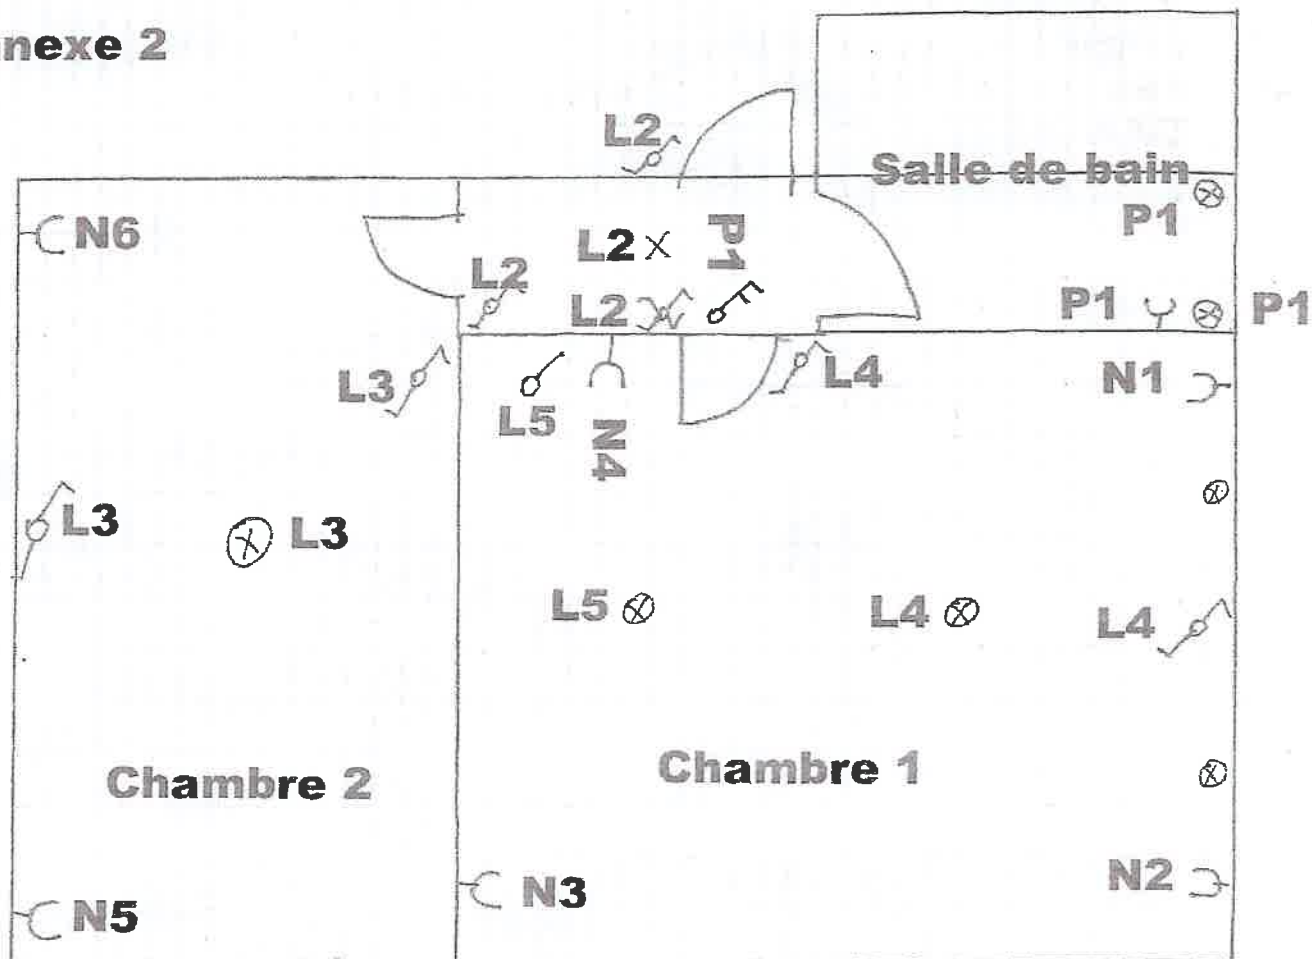 nexe 2
L2
Salle de bain
P1
N6
L2
P1
L2
L2
P1
P1
L3
L5
N4
L4
N1
L3
L3
L5
L4
L4
Chambre 2
Chambre 1
N5
N3
N2